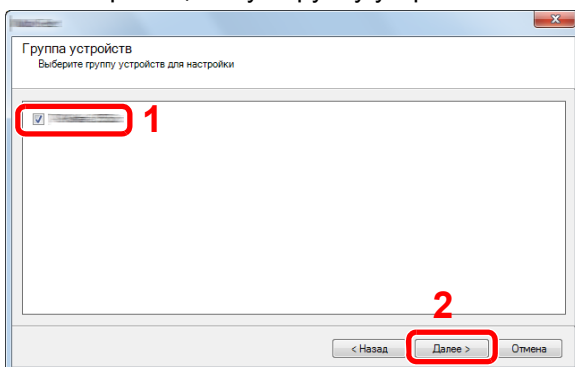 Группа устройств
Выберите группу устройств для настройки
1
2
< Назад
Далее >
Отмена